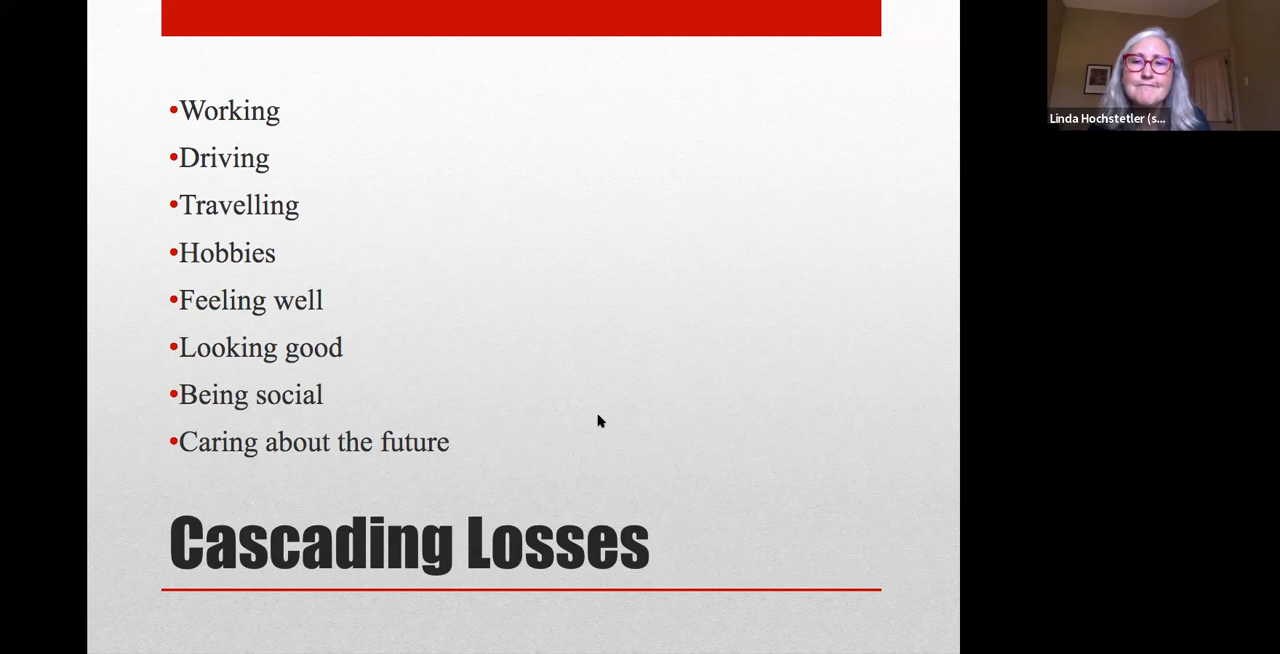 •Working
•Driving
•Travelling
•Hobbies
•Feeling well
•Looking good
•Being social
•Caring about the future
Cascading Losses
Linda Hochstetler (s...